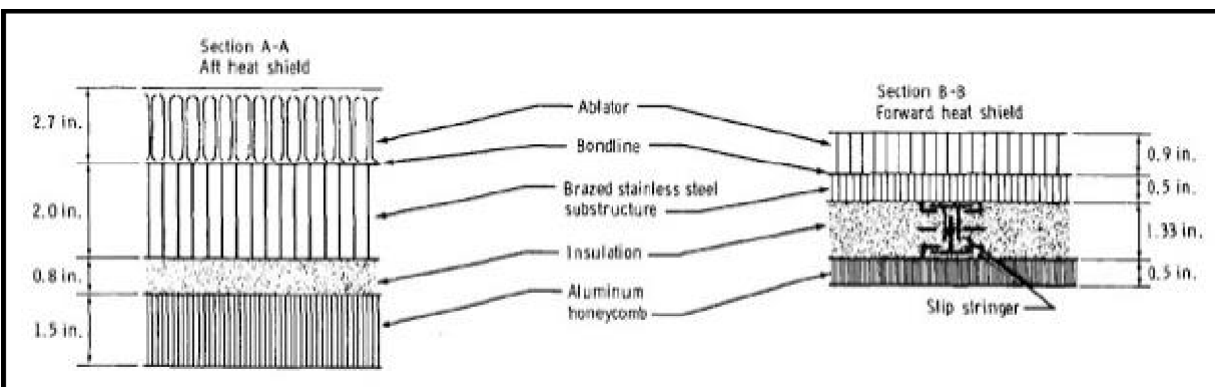 Section A-A
Aft heat shield
2.7 in.
2.0 in.
0.8 in.
1.5 in.
Ablator
Bondline
Brazed stainless steel
substructure
Insulation
Aluminum
honeycomb
Section B-B
Forward heat shield
0.9 in.
0.5 in.
1.33 in.
0.5 in.
Slip stringer